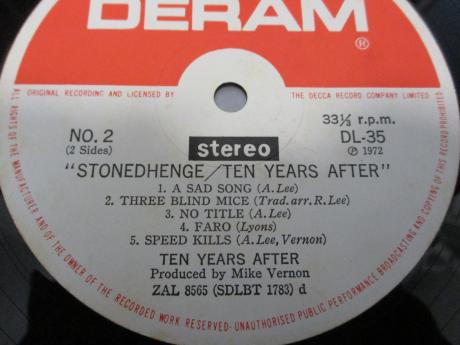 DERAM
®
ORIGINAL RECORDING AND LICENSED BY THE DECCA RECORD COMPANY LIMITED
NO. 2
(2 Sides)
stereo
33⅓ r.p.m.
DL-35
Ⓟ 1972
"STONEDHENGE/TEN YEARS AFTER"
1. A SAD SONG (A.Lee)
2. THREE BLIND MICE (Trad.arr.R.Lee)
3. NO TITLE (A.Lee)
4. FARO (Lyons)
5. SPEED KILLS (A.Lee, Vernon)
TEN YEARS AFTER
Produced by Mike Vernon
ZAL 8565 (SDLBT 1783) d
ALL RIGHTS OF THE MANUFACTURER AND OF THE OWNER OF THE RECORDED WORK RESERVED-UNAUTHORISED PUBLIC PERFORMANCE BROADCASTING AND COPYING OF THIS RECORD PROHIBITED